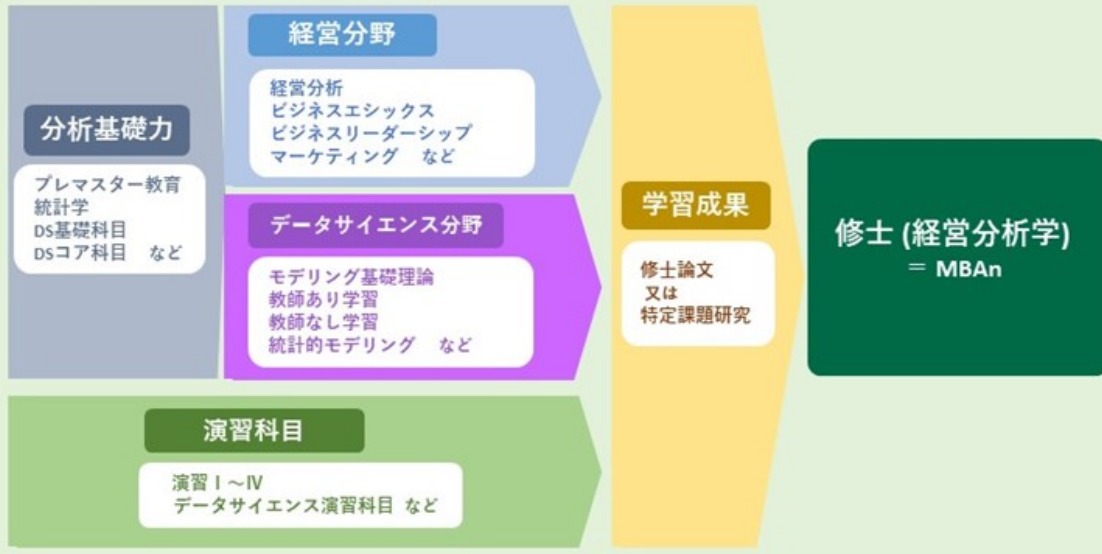 分析基礎力
プレマスター教育
統計学
DS基礎科目
DSコア科目 など
経営分野
経営分析
ビジネスエシックス
ビジネスリーダーシップ
マーケティング など
データサイエンス分野
モデリング基礎理論
教師あり学習
教師なし学習
統計的モデリング など
演習科目
演習Ⅰ～Ⅳ
データサイエンス演習科目 など
学習成果
修士論文
又は
特定課題研究
修士 (経営分析学)
＝ MBAn